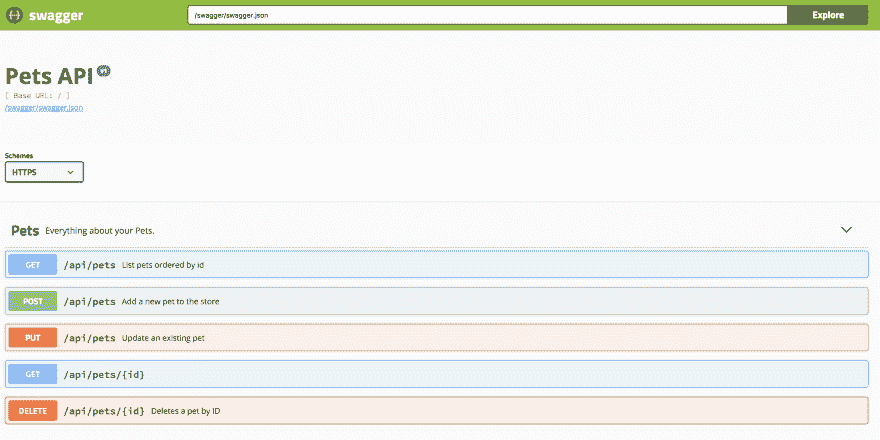 swagger
/swagger/swagger.json
Explore
Pets API
[ Base URL: / ]
/swagger/swagger.json
Schemes
HTTPS
Pets Everything about your Pets.
GET /api/pets List pets ordered by id
POST /api/pets Add a new pet to the store
PUT /api/pets Update an existing pet
GET /api/pets/{id}
DELETE /api/pets/{id} Deletes a pet by ID